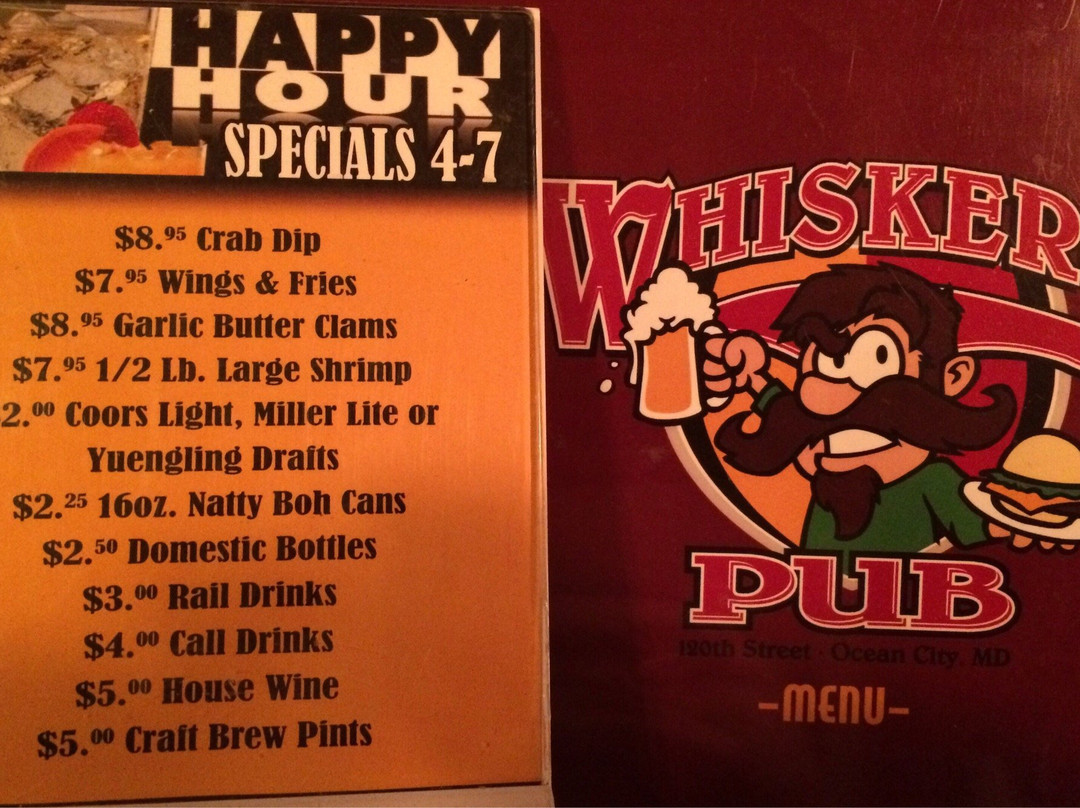 HAPPY
HOUR
SPECIALS 4-7
$8.95 Crab Dip
$7.95 Wings & Fries
$8.95 Garlic Butter Clams
$7.95 1/2 Lb. Large Shrimp
2.00 Coors Light, Miller Lite or
Yuengling Drafts
$2.25 16oz. Natty Boh Cans
$2.50 Domestic Bottles
$3.00 Rail Drinks
$4.00 Call Drinks
$5.00 House Wine
$5.00 Craft Brew Pints
WHISKER
PUB
120th Street · Ocean City, MD
-MENU-